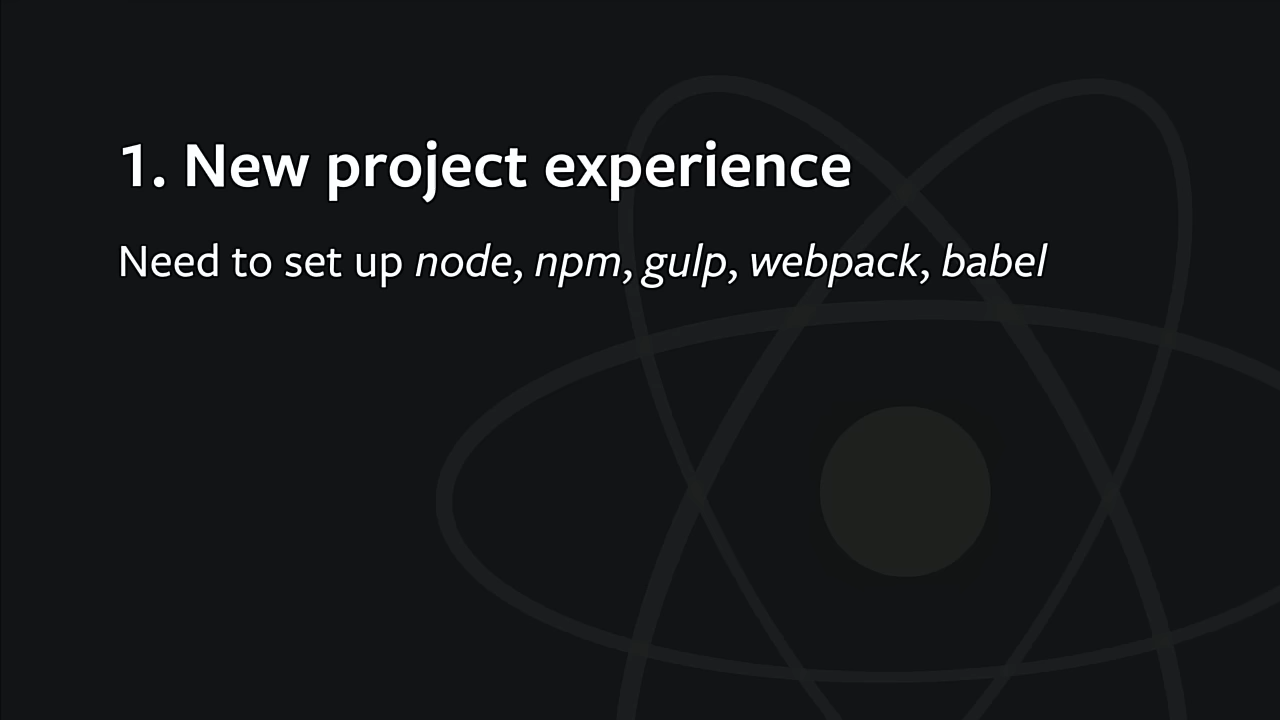 1. New project experience
Need to set up node, npm, gulp, webpack, babel